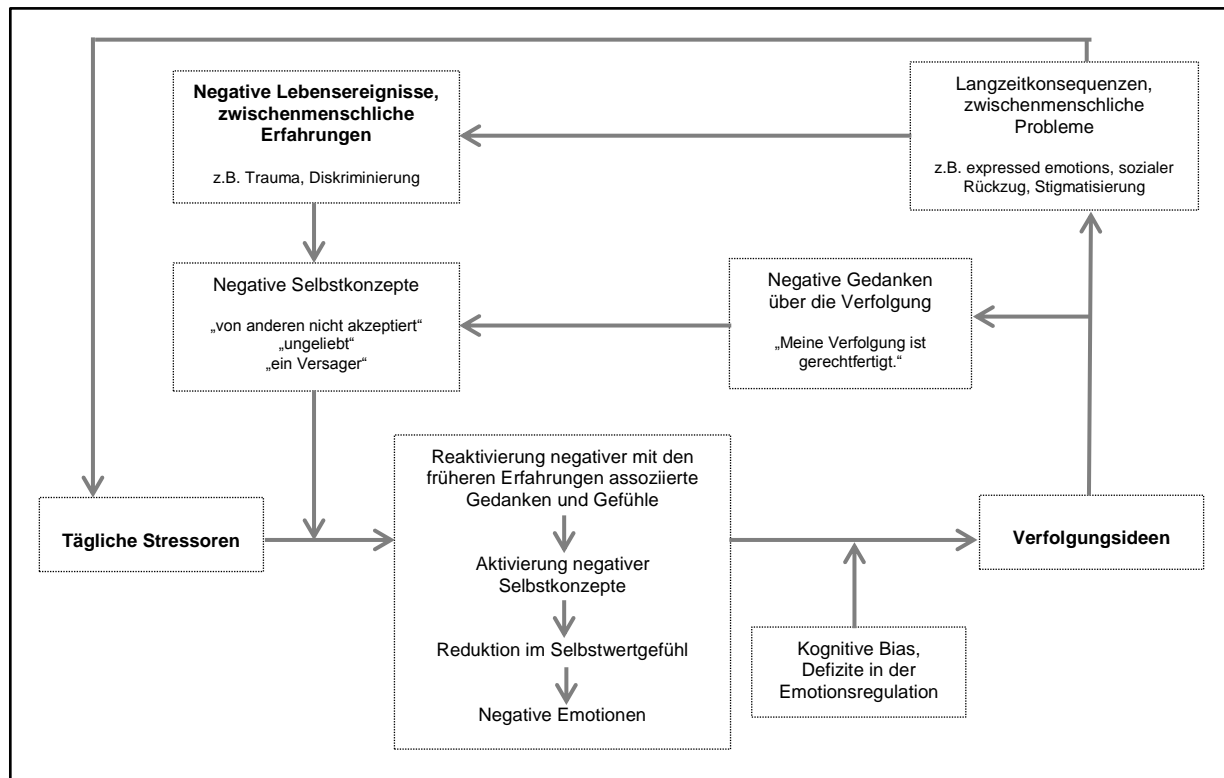 Negative Lebensereignisse,
zwischenmenschliche
Erfahrungen
z.B. Trauma, Diskriminierung
Langzeitkonsequenzen,
zwischenmenschliche
Probleme
z.B. expressed emotions, sozialer
Rückzug, Stigmatisierung
Negative Selbstkonzepte
„von anderen nicht akzeptiert“
„ungeliebt“
„ein Versager“
Negative Gedanken
über die Verfolgung
„Meine Verfolgung ist
gerechtfertigt.“
Tägliche Stressoren
Reaktivierung negativer mit den
früheren Erfahrungen assoziierte
Gedanken und Gefühle
Aktivierung negativer
Selbstkonzepte
Reduktion im Selbstwertgefühl
Negative Emotionen
Verfolgungsideen
Kognitive Bias,
Defizite in der
Emotionsregulation